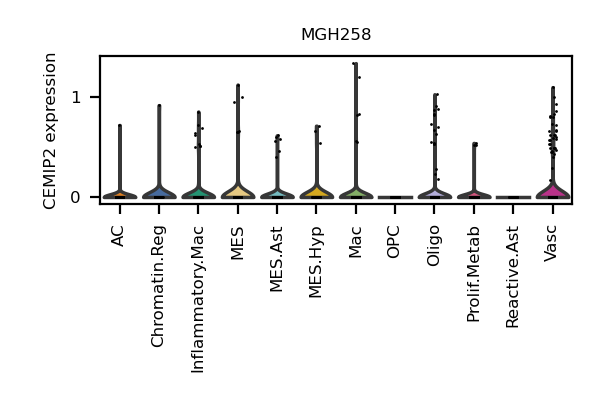 MGH258
CEMIP2 expression
1
0
AC
Chromatin.Reg
Inflammatory.Mac
MES
MES.Ast
MES.Hyp
Mac
OPC
Oligo
Prolif.Metab
Reactive.Ast
Vasc